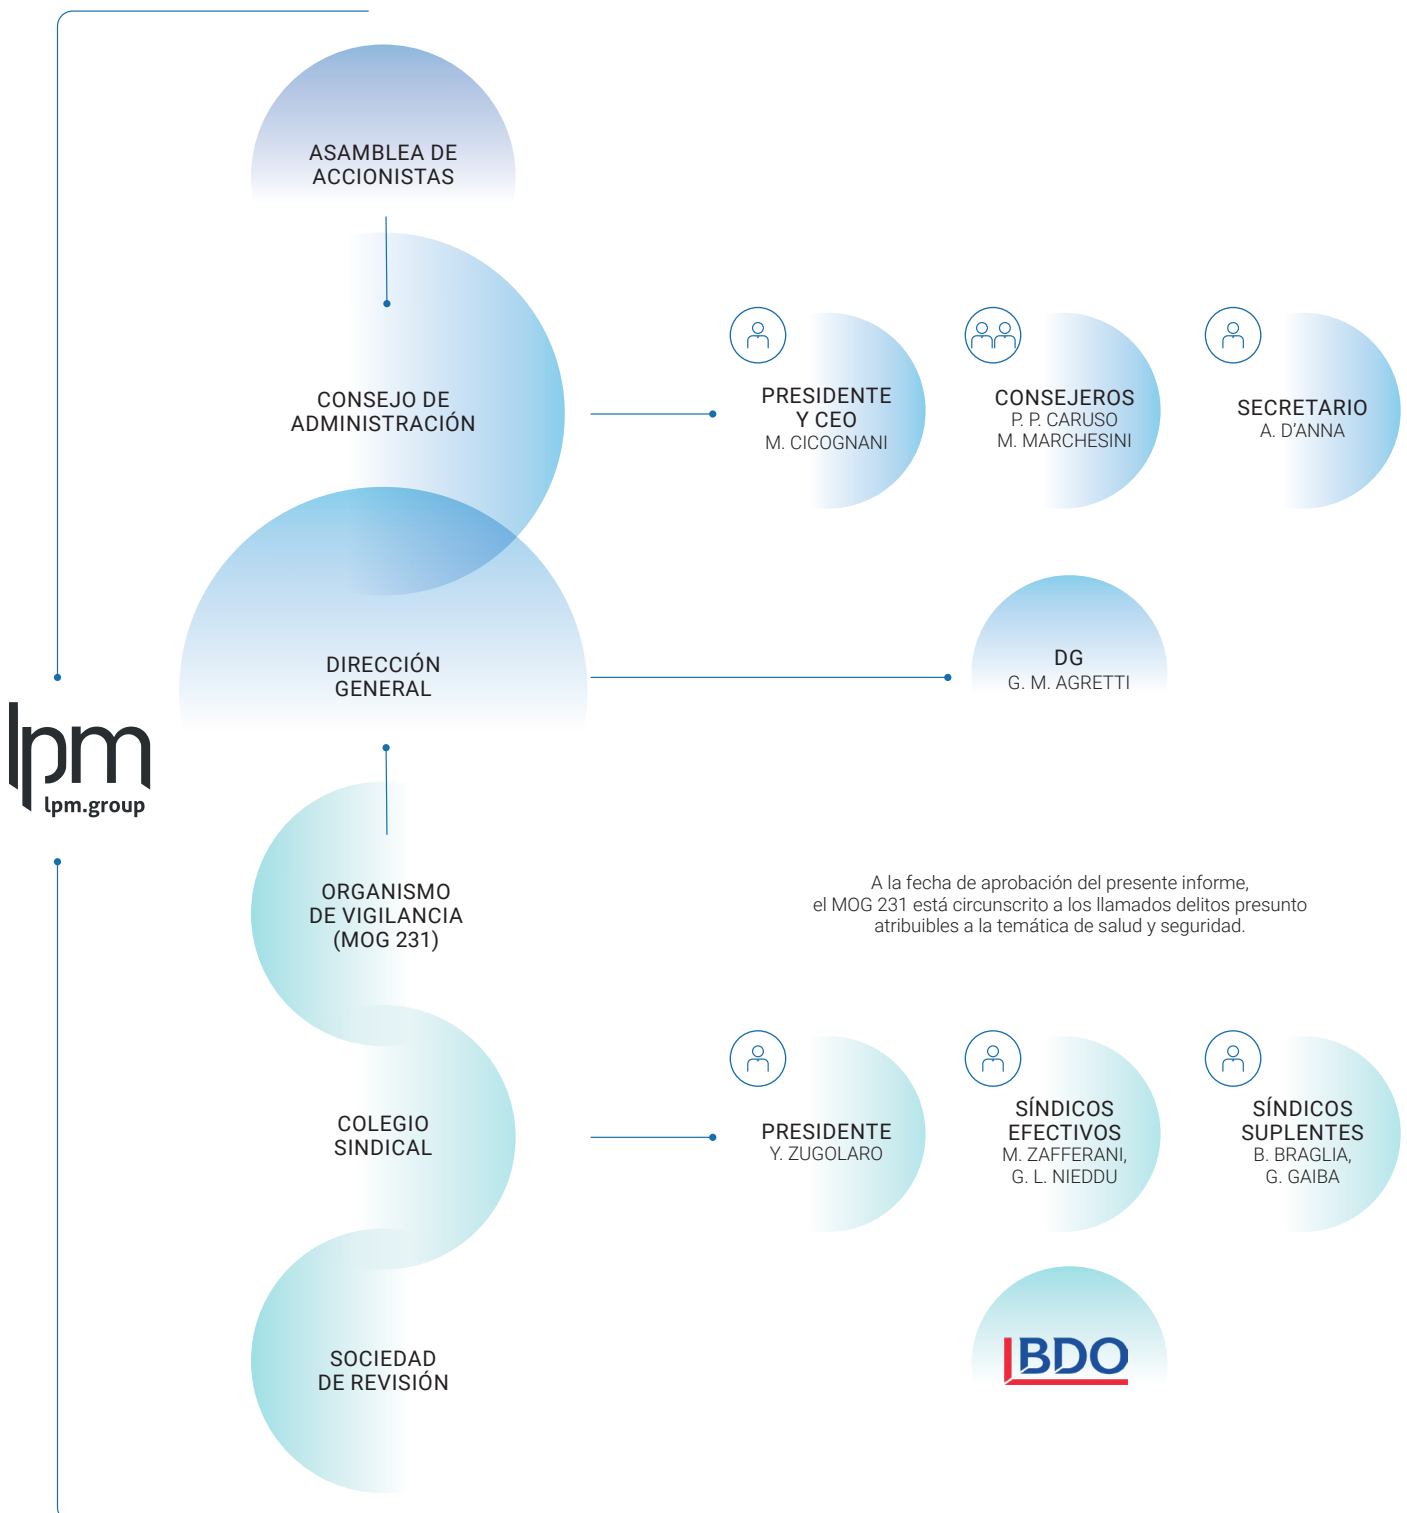 ASAMBLEA DE
ACCIONISTAS
CONSEJO DE
ADMINISTRACIÓN
PRESIDENTE
Y CEO
M. CICOGNANI
CONSEJEROS
P. P. CARUSO
M. MARCHESINI
SECRETARIO
A. D'ANNA
DIRECCIÓN
GENERAL
DG
G. M. AGRETTI
lpm
lpm.group
ORGANISMO
DE VIGILANCIA
(MOG 231)
A la fecha de aprobación del presente informe,
el MOG 231 está circunscrito a los llamados delitos presunto
atribuibles a la temática de salud y seguridad.
COLEGIO
SINDICAL
PRESIDENTE
Y. ZUGOLARO
SÍNDICOS
EFECTIVOS
M. ZAFFERANI,
G. L. NIEDDU
SÍNDICOS
SUPLENTES
B. BRAGLIA,
G. GAIBA
SOCIEDAD
DE REVISIÓN
BDO